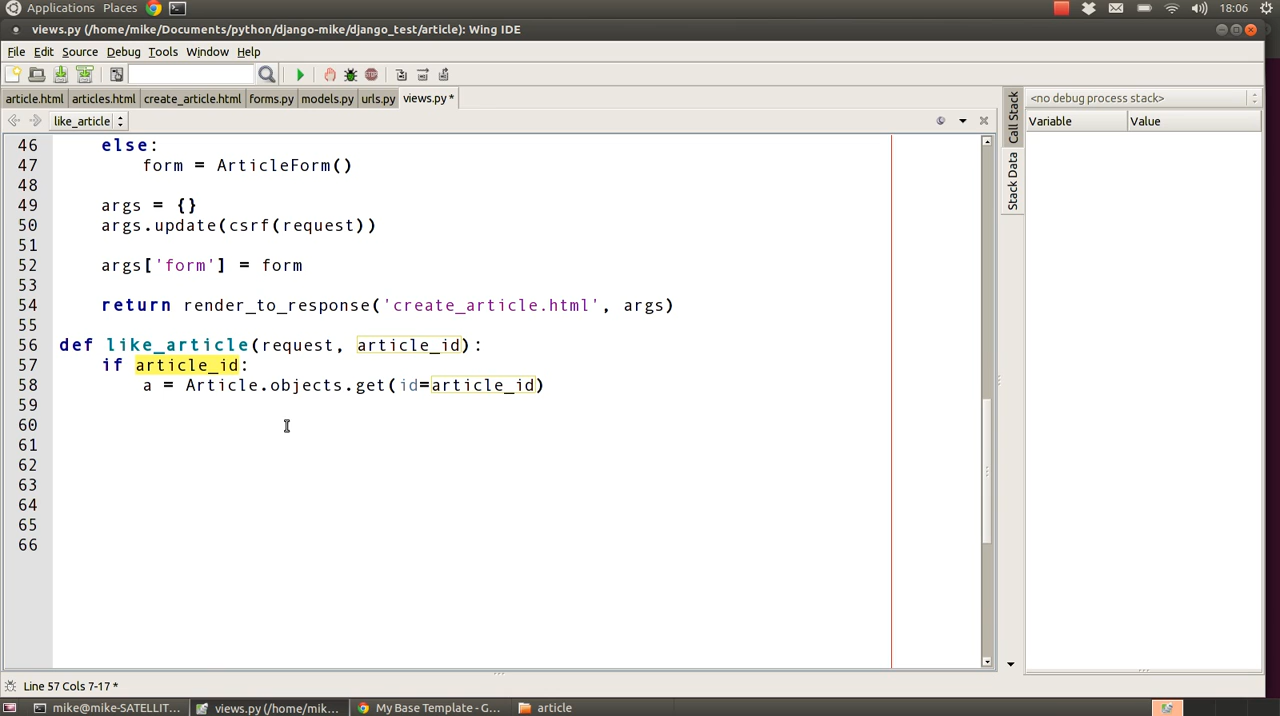 Applications Places 18:06
views.py (/home/mike/Documents/python/django-mike/django_test/article): Wing IDE
File Edit Source Debug Tools Window Help
article.html articles.html create_article.html forms.py models.py urls.py views.py * <no debug process stack>
like_article
Call Stack
Stack Data
Variable Value
46 else:
47 form = ArticleForm()
48
49 args = {}
50 args.update(csrf(request))
51
52 args['form'] = form
53
54 return render_to_response('create_article.html', args)
55
56 def like_article(request, article_id):
57 if article_id:
58 a = Article.objects.get(id=article_id)
59
60
61
62
63
64
65
66
Line 57 Cols 7-17 *
mike@mike-SATELLIT... views.py (/home/mik... My Base Template - G... article